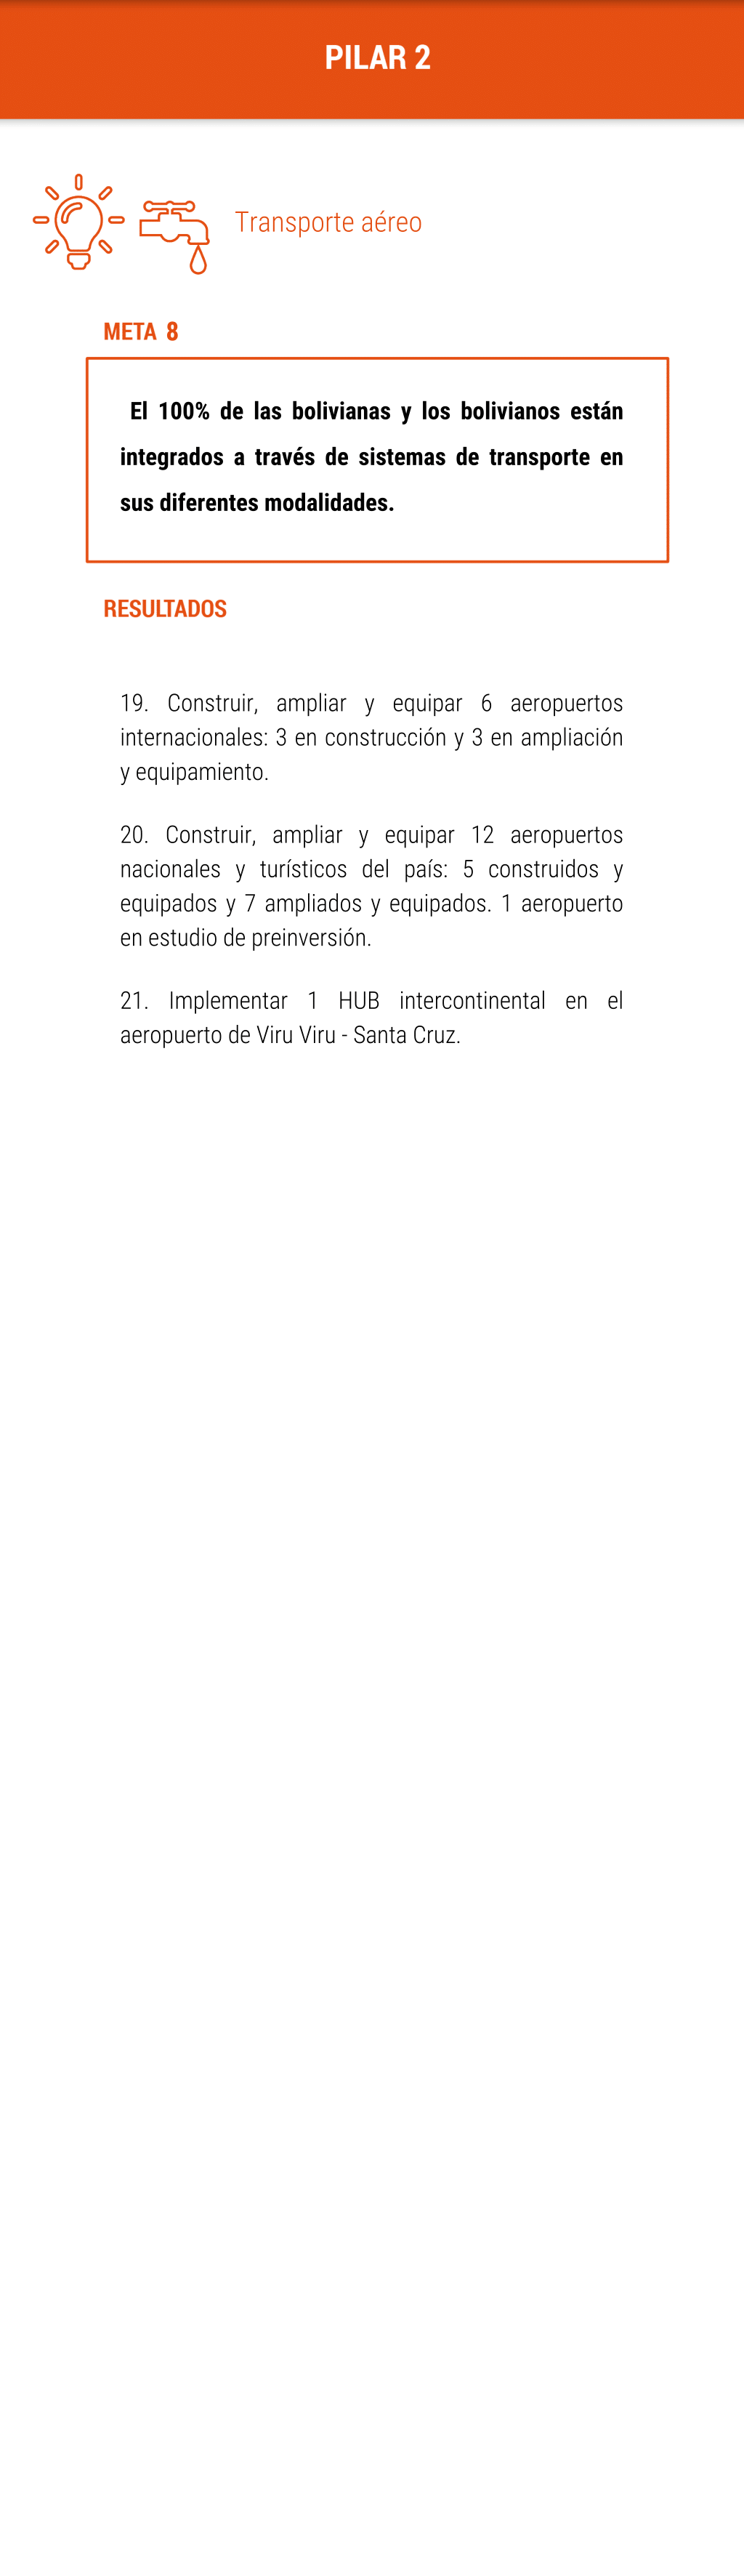 PILAR 2
Transporte aéreo
META 8
El 100% de las bolivianas y los bolivianos están
integrados a través de sistemas de transporte en
sus diferentes modalidades.
RESULTADOS
19. Construir, ampliar y equipar 6 aeropuertos
internacionales: 3 en construcción y 3 en ampliación
y equipamiento.
20. Construir, ampliar y equipar 12 aeropuertos
nacionales y turísticos del país: 5 construidos y
equipados y 7 ampliados y equipados. 1 aeropuerto
en estudio de preinversión.
21. Implementar 1 HUB intercontinental en el
aeropuerto de Viru Viru - Santa Cruz.